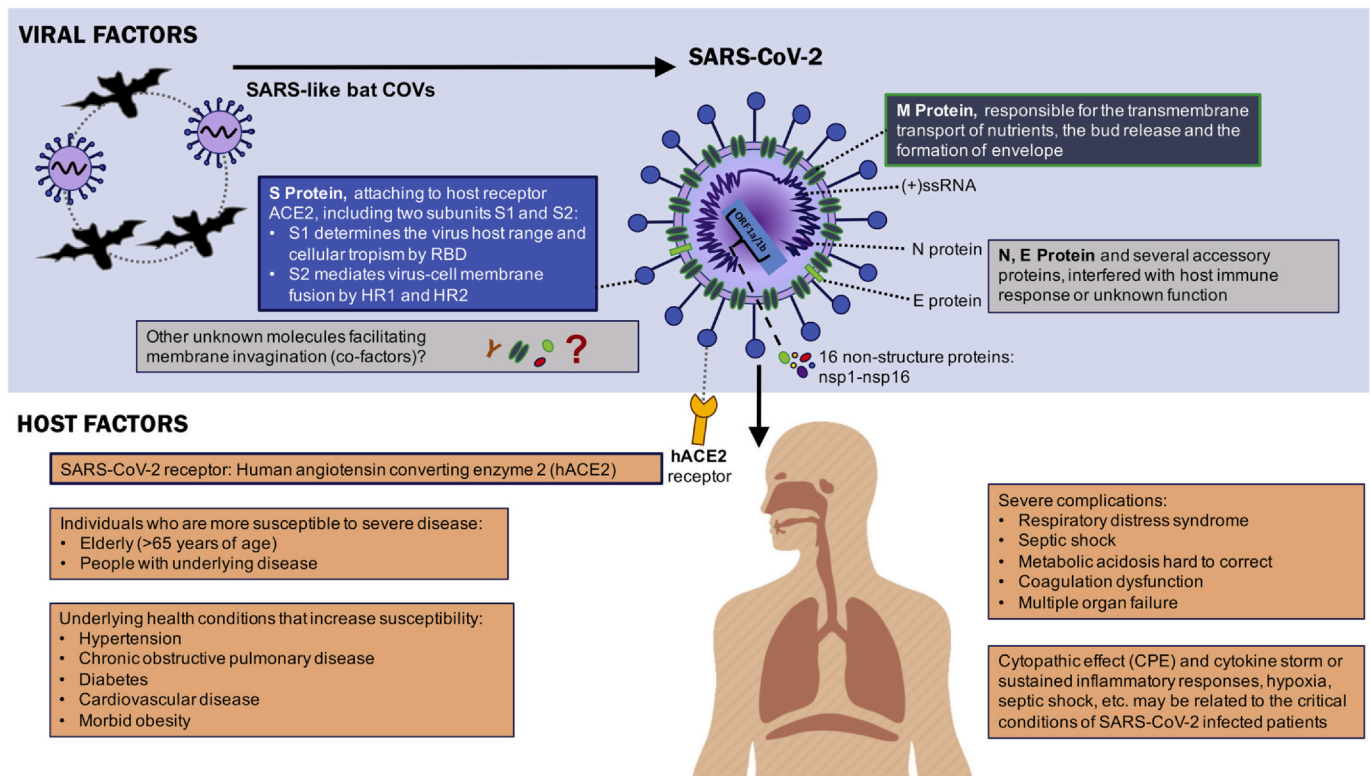 VIRAL FACTORS
SARS-like bat COVs
SARS-CoV-2
M Protein, responsible for the transmembrane
transport of nutrients, the bud release and the
formation of envelope
(+)ssRNA
S Protein, attaching to host receptor
ACE2, including two subunits S1 and S2:
• S1 determines the virus host range and
cellular tropism by RBD
• S2 mediates virus-cell membrane
fusion by HR1 and HR2
ORF1a/1b
N protein
E protein
N, E Protein and several accessory
proteins, interfered with host immune
response or unknown function
Other unknown molecules facilitating
membrane invagination (co-factors)?
?
16 non-structure proteins:
nsp1-nsp16
HOST FACTORS
hACE2
receptor
SARS-CoV-2 receptor: Human angiotensin converting enzyme 2 (hACE2)
Individuals who are more susceptible to severe disease:
• Elderly (>65 years of age)
• People with underlying disease
Underlying health conditions that increase susceptibility:
• Hypertension
• Chronic obstructive pulmonary disease
• Diabetes
• Cardiovascular disease
• Morbid obesity
Severe complications:
• Respiratory distress syndrome
• Septic shock
• Metabolic acidosis hard to correct
• Coagulation dysfunction
• Multiple organ failure
Cytopathic effect (CPE) and cytokine storm or
sustained inflammatory responses, hypoxia,
septic shock, etc. may be related to the critical
conditions of SARS-CoV-2 infected patients